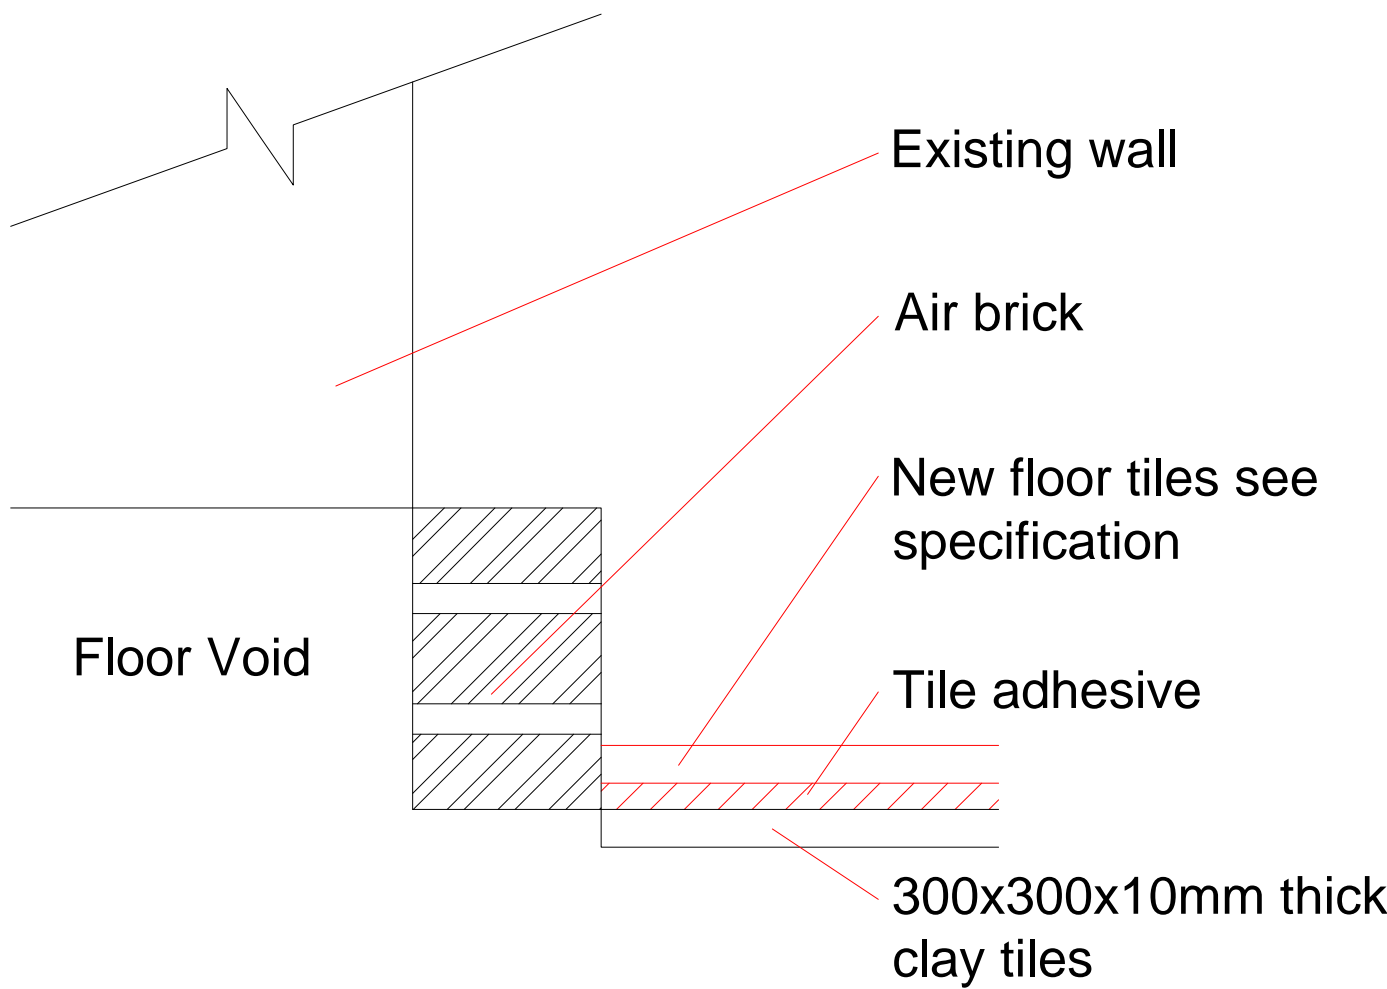 Existing wall
Air brick
New floor tiles see
specification
Floor Void
Tile adhesive
300x300x10mm thick
clay tiles